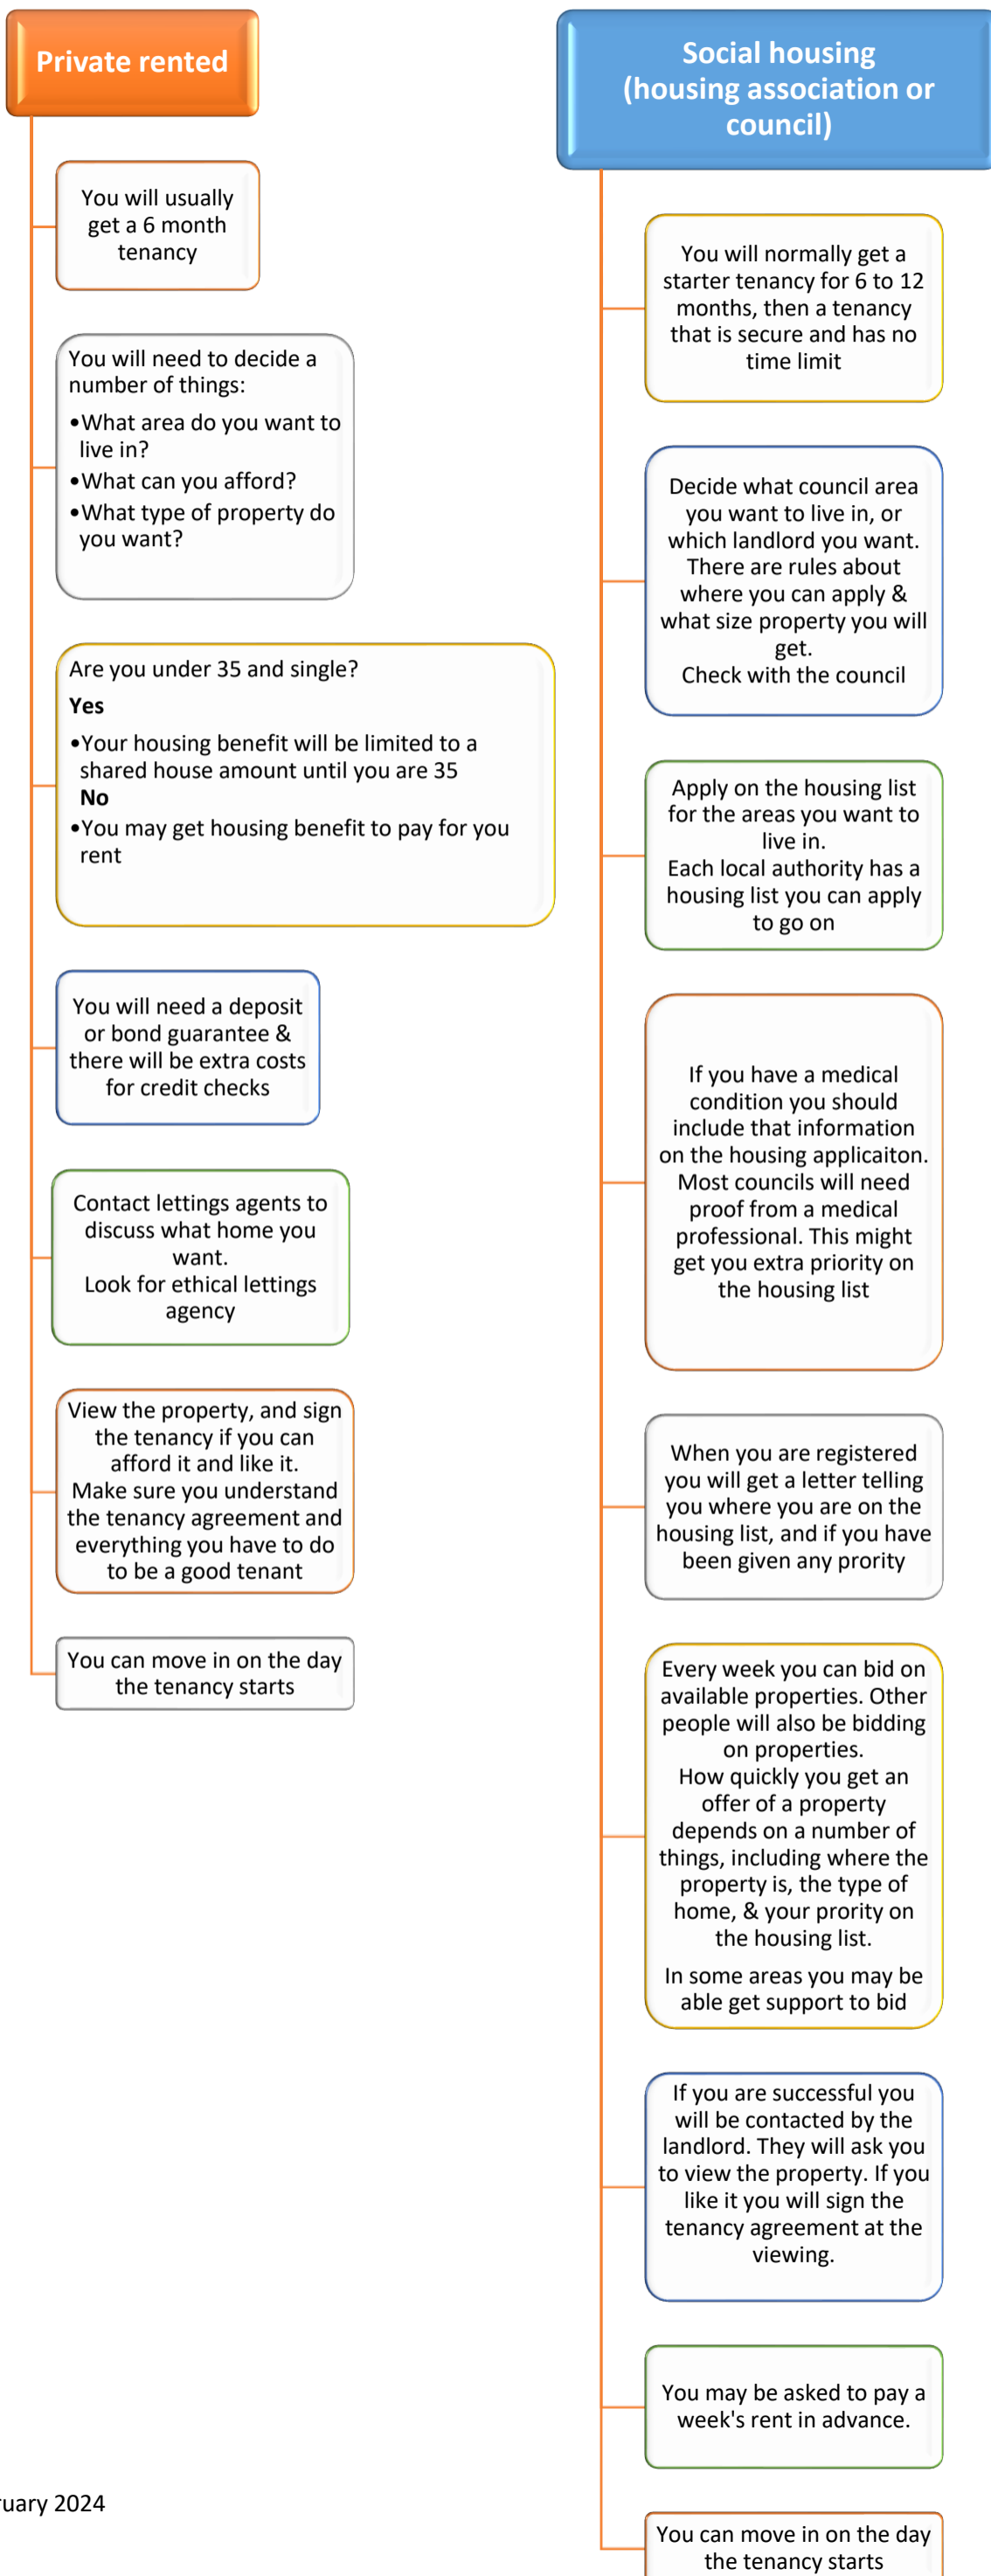 Private rented
You will usually
get a 6 month
tenancy
You will need to decide a
number of things:
•What area do you want to
live in?
•What can you afford?
•What type of property do
you want?
Are you under 35 and single?
Yes
•Your housing benefit will be limited to a
shared house amount until you are 35
No
•You may get housing benefit to pay for you
rent
You will need a deposit
or bond guarantee &
there will be extra costs
for credit checks
Contact lettings agents to
discuss what home you
want.
Look for ethical lettings
agency
View the property, and sign
the tenancy if you can
afford it and like it.
Make sure you understand
the tenancy agreement and
everything you have to do
to be a good tenant
You can move in on the day
the tenancy starts
Social housing
(housing association or
council)
You will normally get a
starter tenancy for 6 to 12
months, then a tenancy
that is secure and has no
time limit
Decide what council area
you want to live in, or
which landlord you want.
There are rules about
where you can apply &
what size property you will
get.
Check with the council
Apply on the housing list
for the areas you want to
live in.
Each local authority has a
housing list you can apply
to go on
If you have a medical
condition you should
include that information
on the housing applicaiton.
Most councils will need
proof from a medical
professional. This might
get you extra priority on
the housing list
When you are registered
you will get a letter telling
you where you are on the
housing list, and if you have
been given any prority
Every week you can bid on
available properties. Other
people will also be bidding
on properties.
How quickly you get an
offer of a property
depends on a number of
things, including where the
property is, the type of
home, & your prority on
the housing list.
In some areas you may be
able get support to bid
If you are successful you
will be contacted by the
landlord. They will ask you
to view the property. If you
like it you will sign the
tenancy agreement at the
viewing.
You may be asked to pay a
week's rent in advance.
You can move in on the day
the tenancy starts
ruary 2024